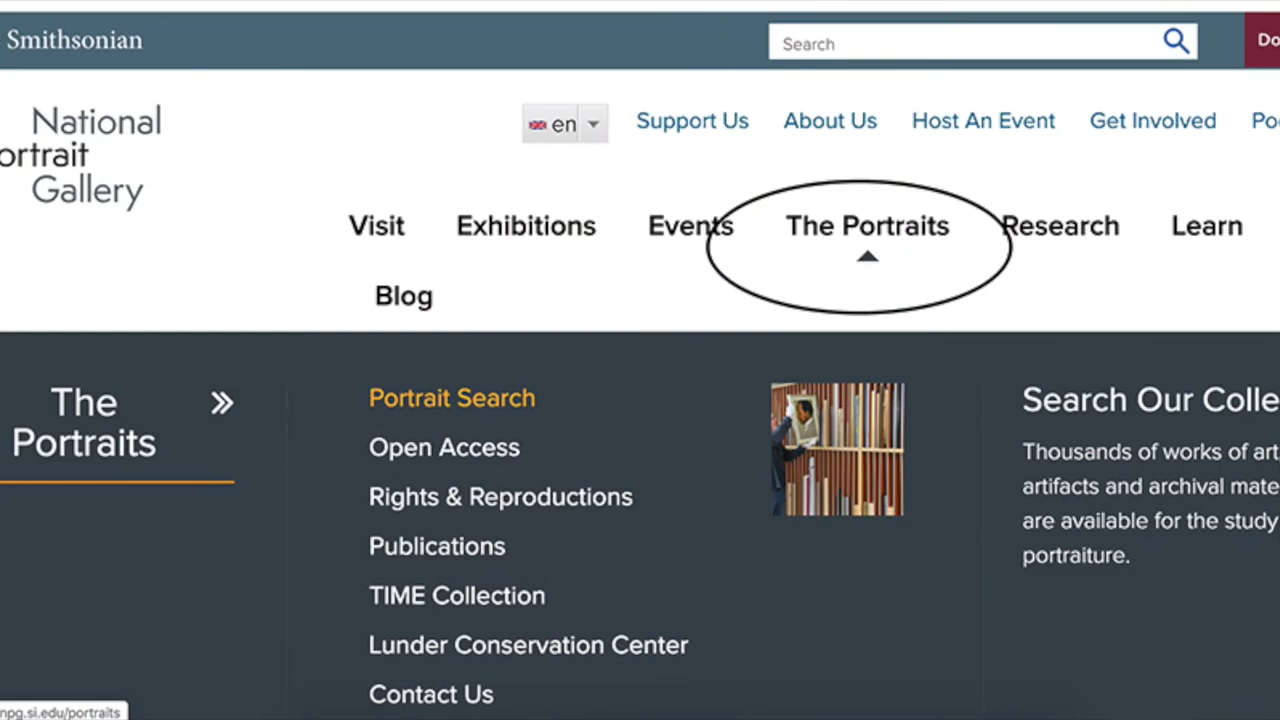 Smithsonian
Search
Do
National
ortrait
Gallery
en
Support Us
About Us
Host An Event
Get Involved
Po
Visit
Exhibitions
Events
The Portraits
Research
Learn
Blog
The
Portraits
Portrait Search
Open Access
Rights & Reproductions
Publications
TIME Collection
Lunder Conservation Center
Contact Us
Search Our Colle
Thousands of works of art
artifacts and archival mate
are available for the study
portraiture.
npg.si.edu/portraits